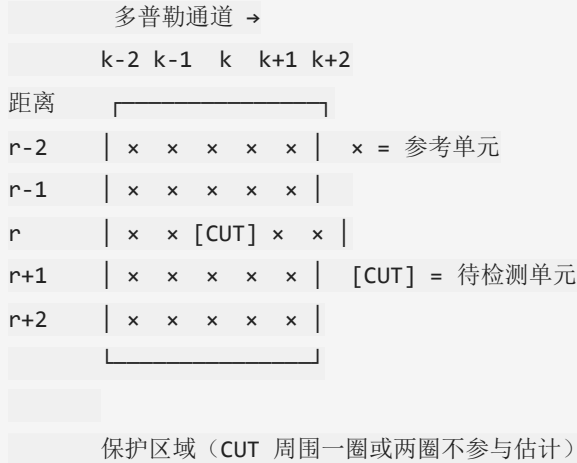 多普勒通道 →
k-2 k-1  k  k+1 k+2
距离     ┌───────────────┐
r-2      │ ×  ×  ×  ×  × │  × = 参考单元
r-1      │ ×  ×  ×  ×  × │
r        │ ×  × [CUT] ×  × │
r+1      │ ×  ×  ×  ×  × │  [CUT] = 待检测单元
r+2      │ ×  ×  ×  ×  × │
└───────────────┘
保护区域（CUT 周围一圈或两圈不参与估计）